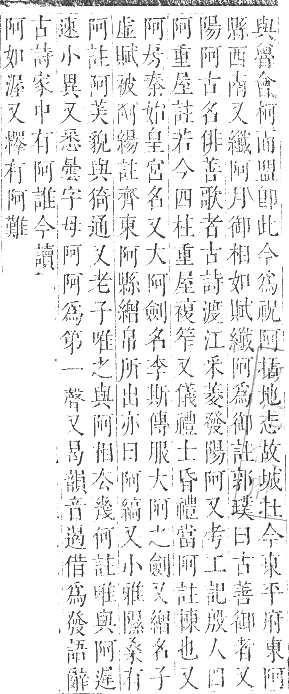 與魯會柯而盟卽此今爲祝阿括地志故城在今東平府東阿
縣西南又纖阿月御相如賦纖阿爲御註郭璞曰古善御者又
陽阿古名俳善歌者古詩渡江采菱發陽阿又考工記殷人四
阿重屋註若今四柱重屋複笮又儀禮士昏禮當阿註棟也又
阿房秦始皇宮名又大阿劍名李斯傳服大阿之劍又繒名子
虛賦被阿緆註齊東阿縣繒帛所出亦曰阿縞又小雅隰桑有
阿註阿美貌與猗通又老子唯之與阿相去幾何註唯與阿遲
速小異又悉曇字母阿阿爲第一聲又曷韻音遏借爲發語辭
古詩家中有阿誰今讀
阿如渥又釋有阿難